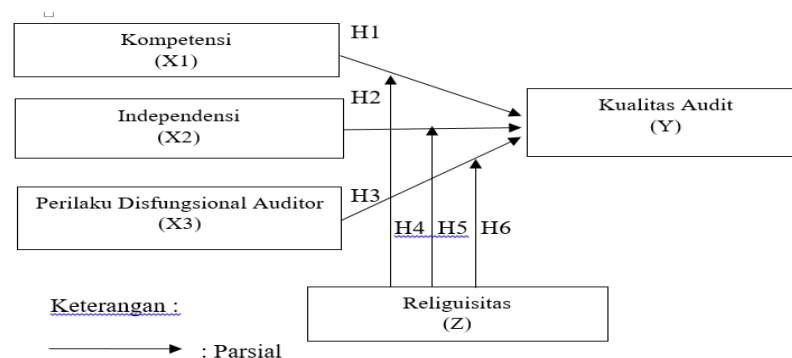 Kompetensi
(X1)
H1
Independensi
(X2)
H2
Kualitas Audit
(Y)
Perilaku Disfungsional Auditor
(X3)
H3
H4 H5 H6
Keterangan :
Religuisitas
(Z)
: Parsial